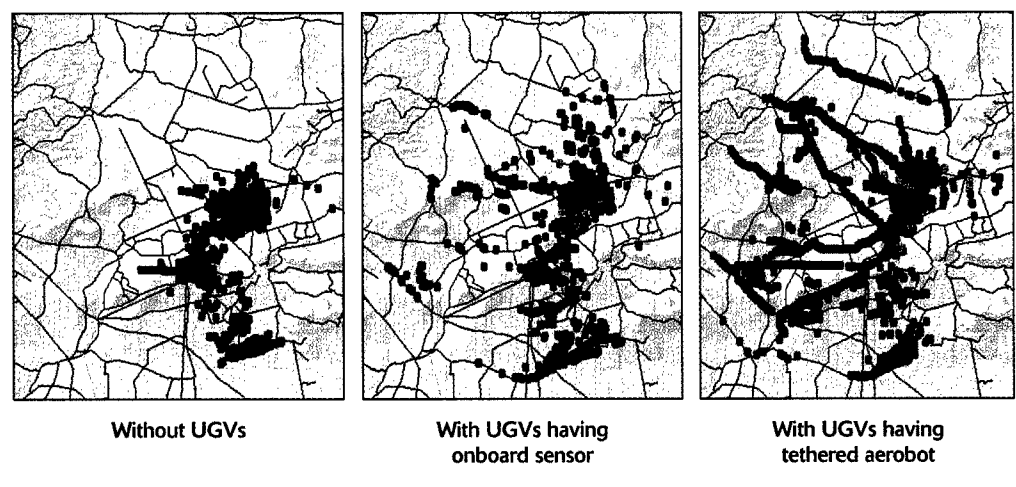 Without UGVs
With UGVs having
onboard sensor
With UGVs having
tethered aerobot